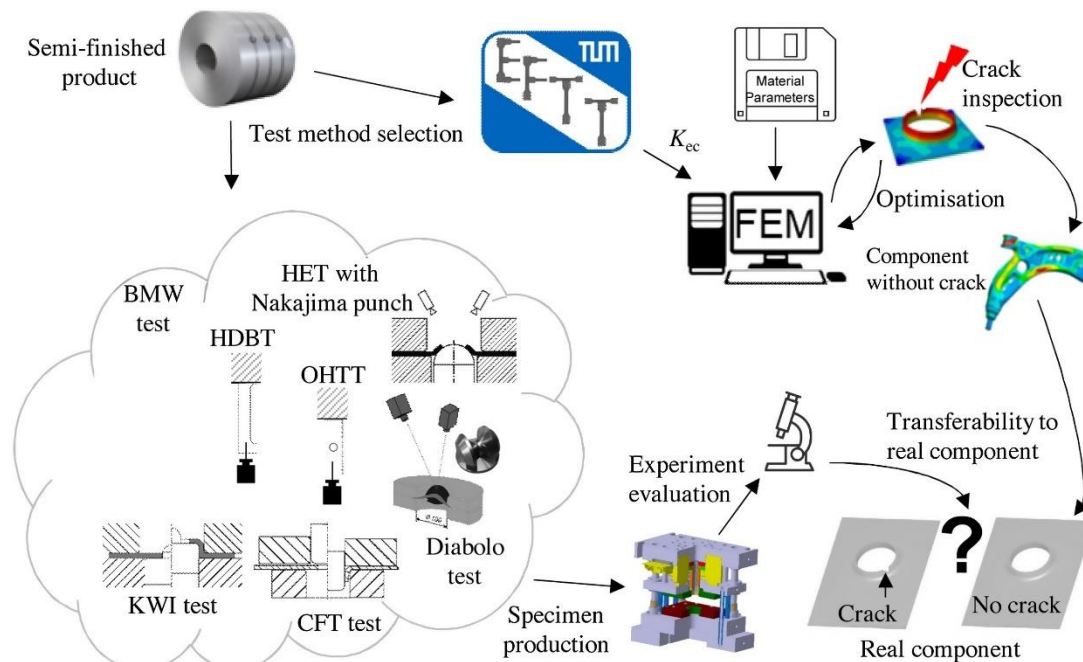 Semi-finished
product
Test method selection
TUM
Material
Parameters
Crack
inspection
K_ec
FEM
Optimisation
Component
without crack
BMW
test
HET with
Nakajima punch
HDBT
OHTT
Diabolo
test
KWI test
CFT test
Specimen
production
Experiment
evaluation
Transferability to
real component
?
Crack
No crack
Real component